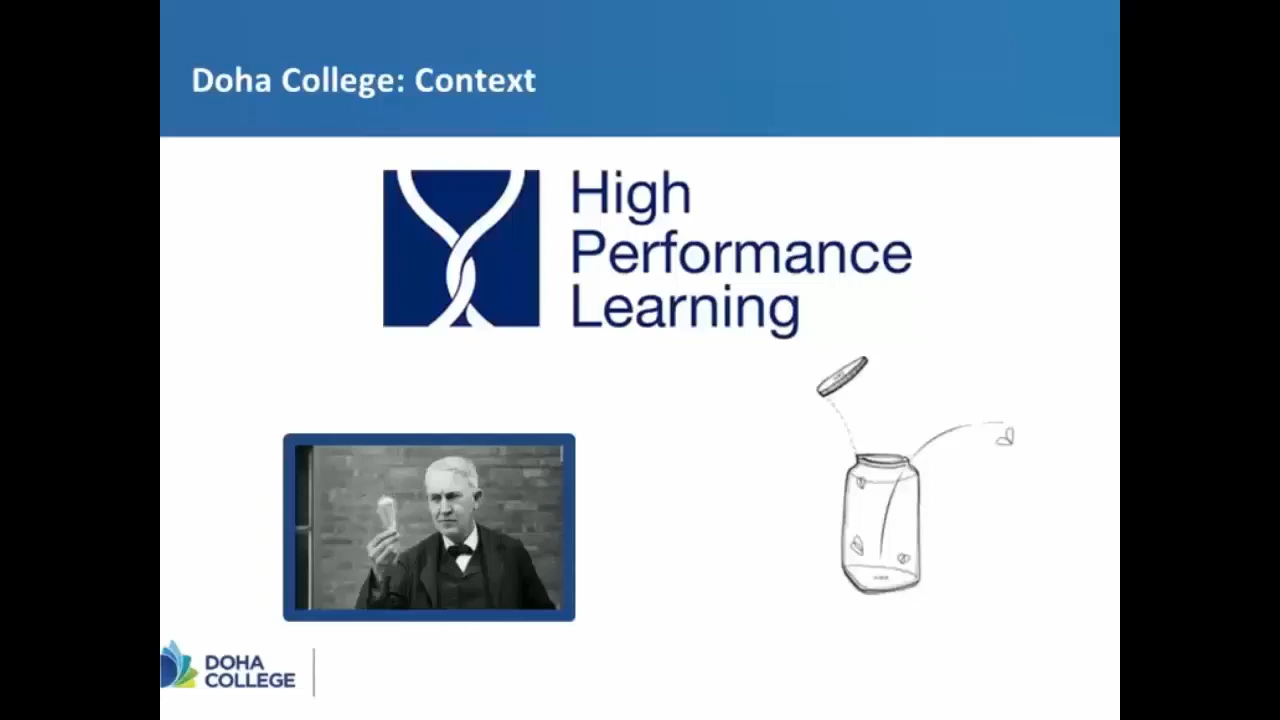 Doha College: Context
High
Performance
Learning
DOHA
COLLEGE